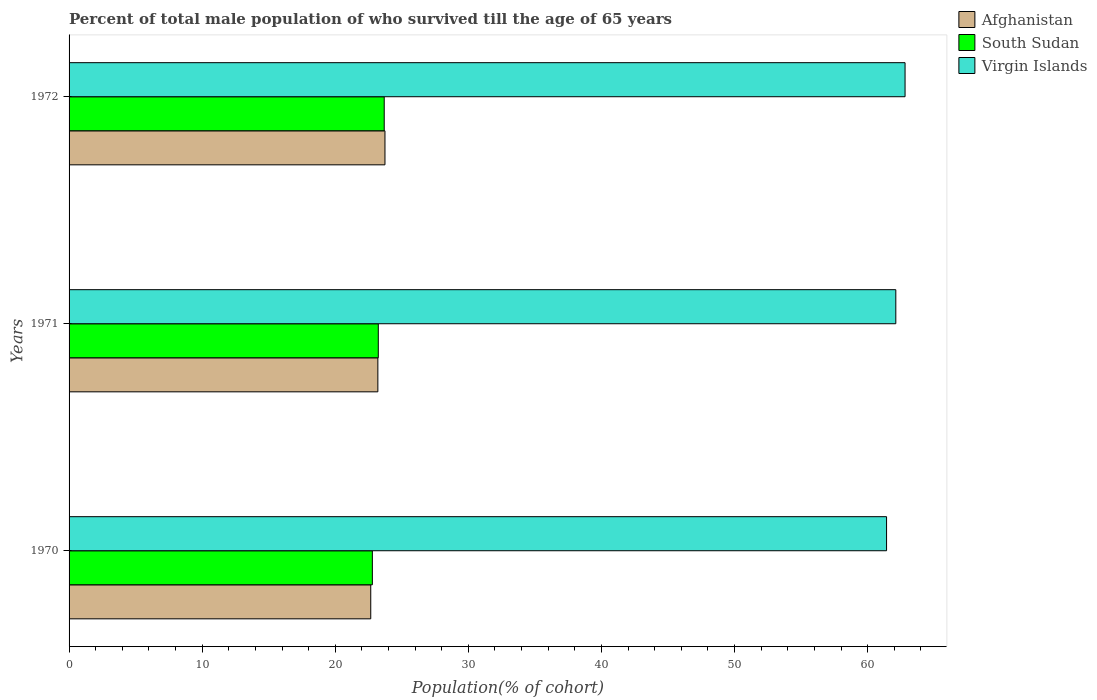 Percent of total male population of who survived till the age of 65 years
Afghanistan
South Sudan
Virgin Islands
1972
1971
1970
Years
0
10
20
30
40
50
60
Population(% of cohort)